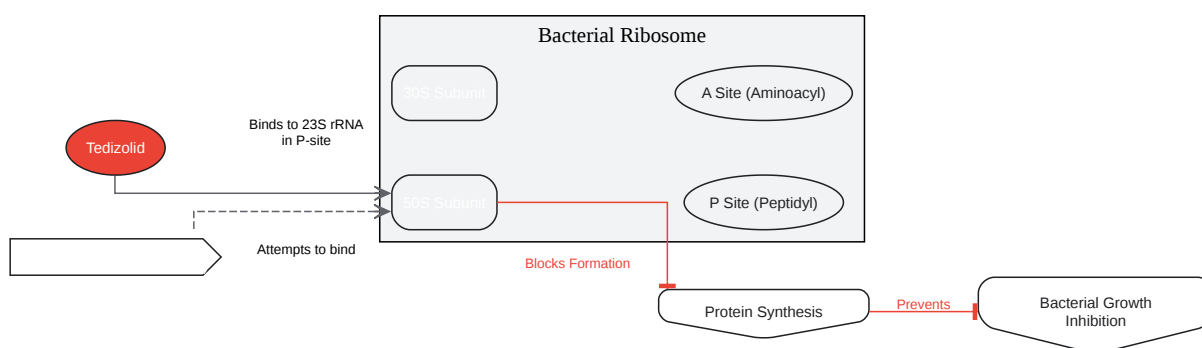 Bacterial Ribosome
30S Subunit
A Site (Aminoacyl)
Binds to 23S rRNA
in P-site
Tedizolid
50S Subunit
P Site (Peptidyl)
Attempts to bind
Blocks Formation
Protein Synthesis
Prevents
Bacterial Growth
Inhibition